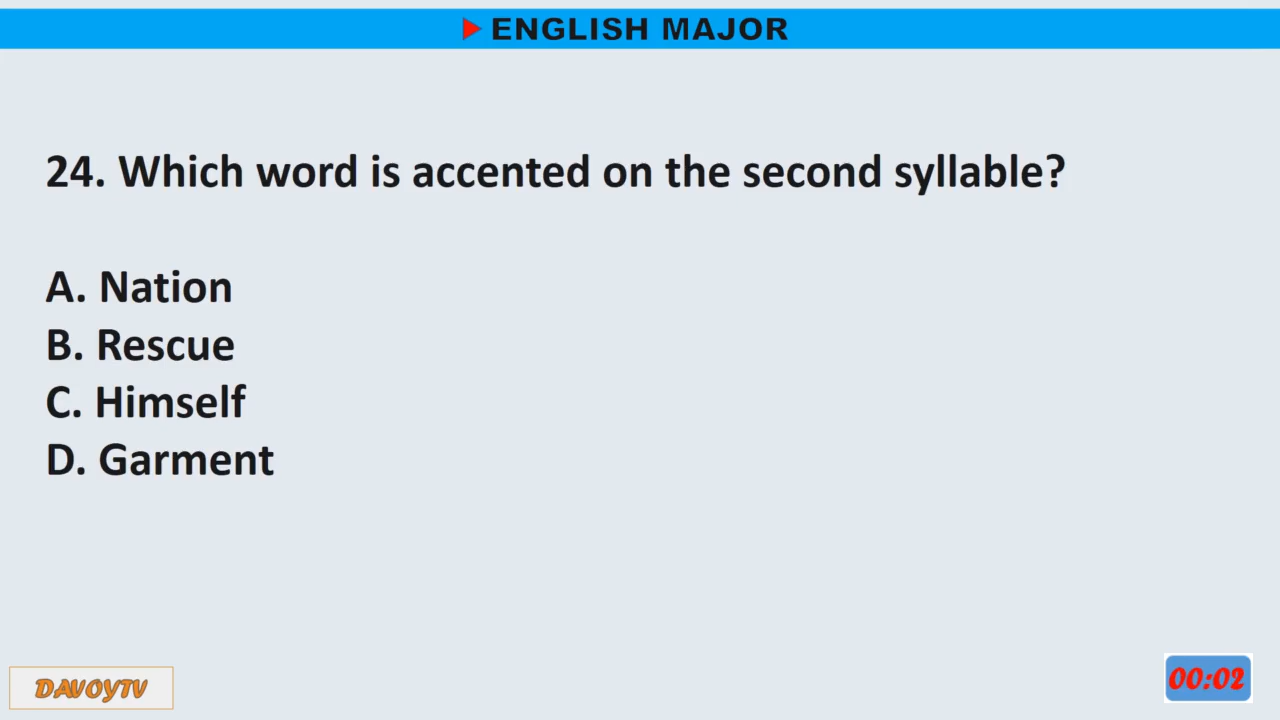 ENGLISH MAJOR
24. Which word is accented on the second syllable?
A. Nation
B. Rescue
C. Himself
D. Garment
DAVOYTV
00:02